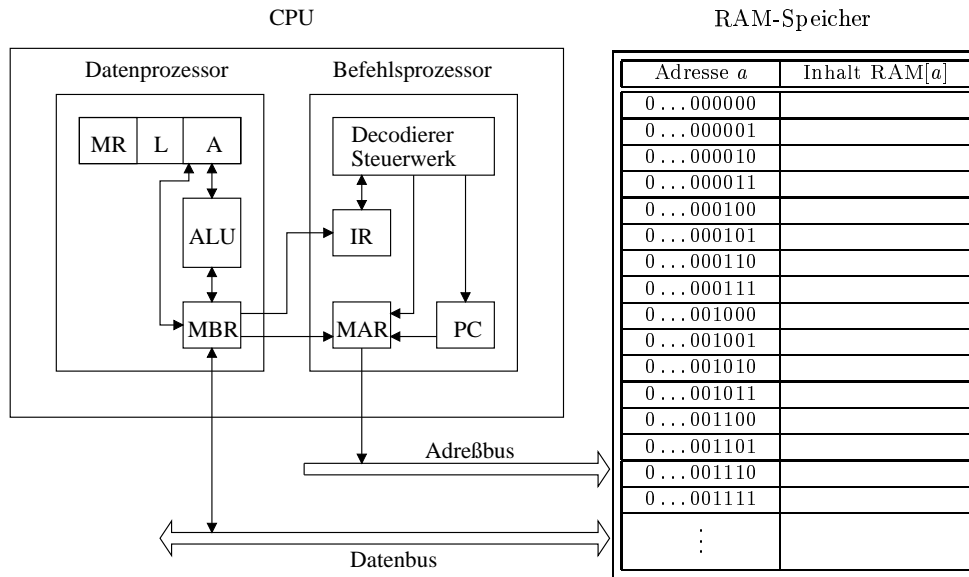 CPU
RAM-Speicher
Datenprozessor
Befehlsprozessor
MR
L
A
ALU
MBR
Decodierer
Steuerwerk
IR
MAR
PC
Adreßbus
Datenbus
Adresse a Inhalt RAM[a]
0...000000
0...000001
0...000010
0...000011
0...000100
0...000101
0...000110
0...000111
0...001000
0...001001
0...001010
0...001011
0...001100
0...001101
0...001110
0...001111
⋮